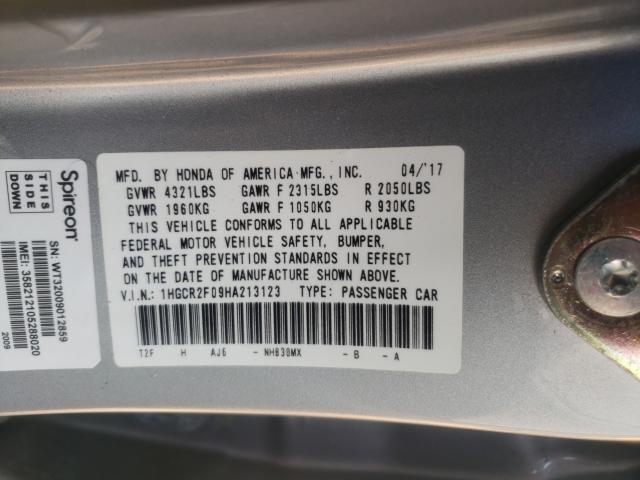 MFD. BY HONDA OF AMERICA MFG., INC. 04/'17
GVWR 4321LBS GAWR F 2315LBS R 2050LBS
GVWR 1960KG GAWR F 1050KG R 930KG
THIS VEHICLE CONFORMS TO ALL APPLICABLE
FEDERAL MOTOR VEHICLE SAFETY, BUMPER,
AND THEFT PREVENTION STANDARDS IN EFFECT
ON THE DATE OF MANUFACTURE SHOWN ABOVE.
V.I.N.: 1HGCR2F09HA213123 TYPE: PASSENGER CAR
T2F H AJ6 - NH830MX - B - A
THIS
SIDE
DOWN
Spireon
SN: WT32009012859
IMEI: 358212105288020
2009